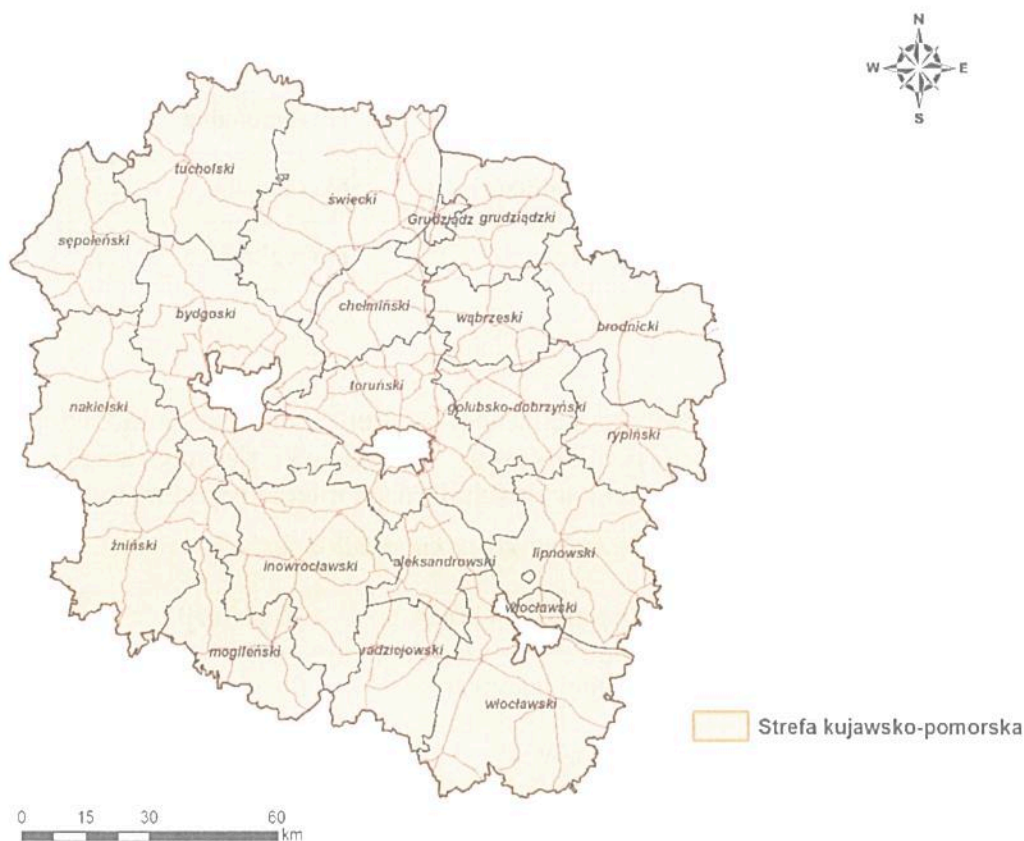 N
W E
S
tucholski
święcki
Grudziądz grudziądzki
sępoleński
chełmiński
bydgoski
wąbrzeski
brodnicki
toruński
nakielski
golubsko-dobrzyński
rypiński
żniński
inowrocławski
aleksandrowski
lipnowski
włocławski
mogileński
radziejowski
włocławski
Strefa kujawsko-pomorska
0 15 30 60
km